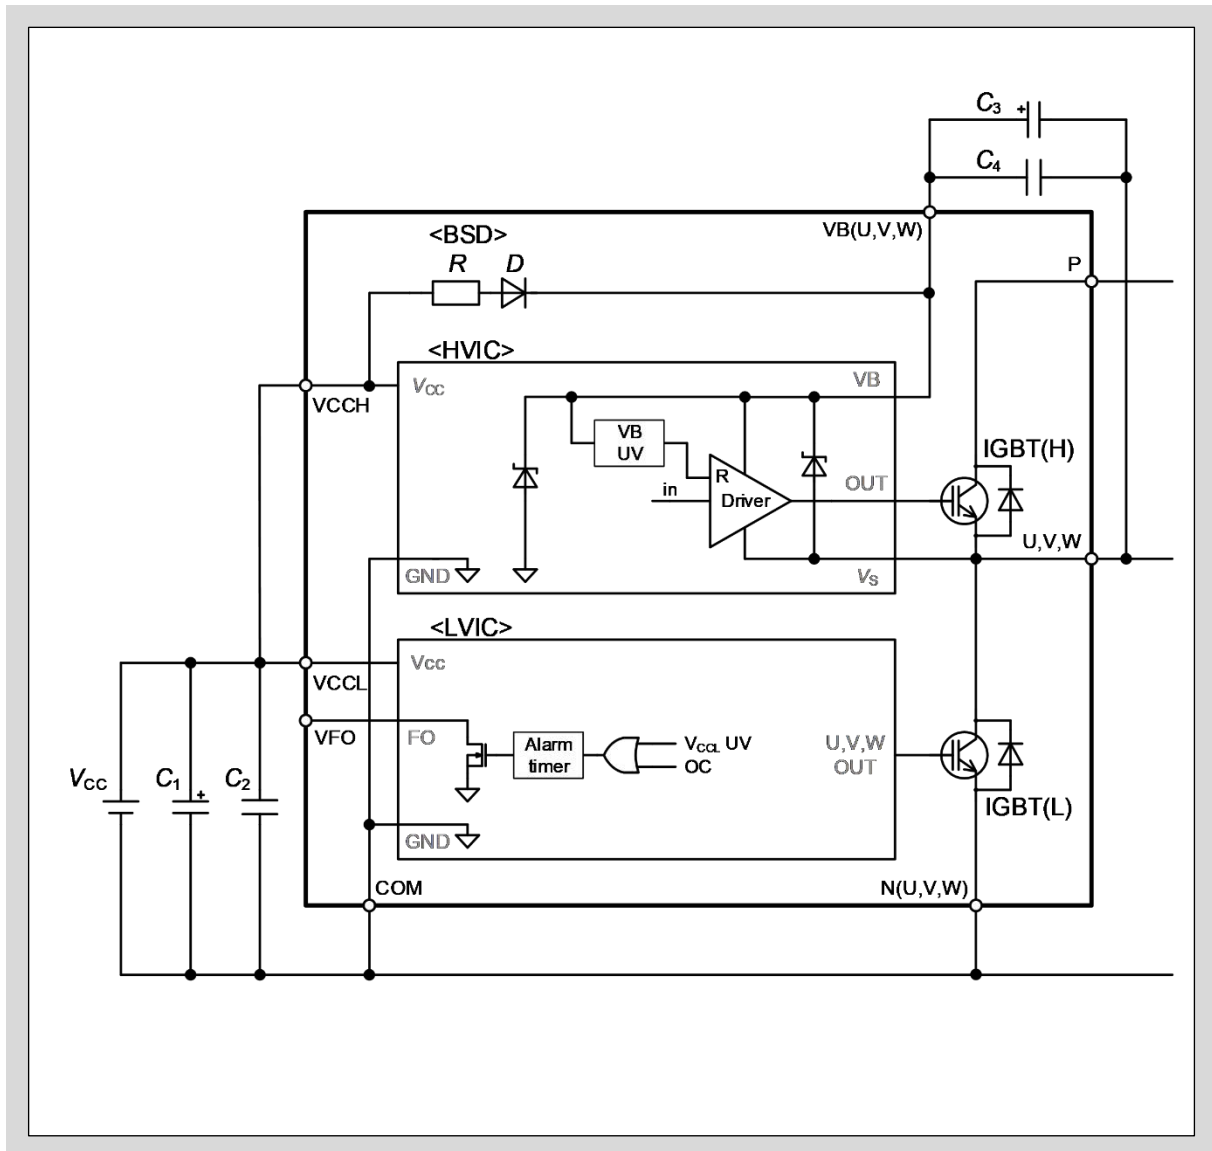 C3 +
C4
VB(U,V,W)
<BSD>
R D
P
<HVIC>
VCC
VB
VCCH
VB
UV
IGBT(H)
R
OUT
in
Driver
U,V,W
GND
VS
<LVIC>
Vcc
VCCL
VFO
FO
Alarm
timer
VCCL UV
OC
U,V,W
OUT
VCC
C1 +
C2
IGBT(L)
GND
COM
N(U,V,W)